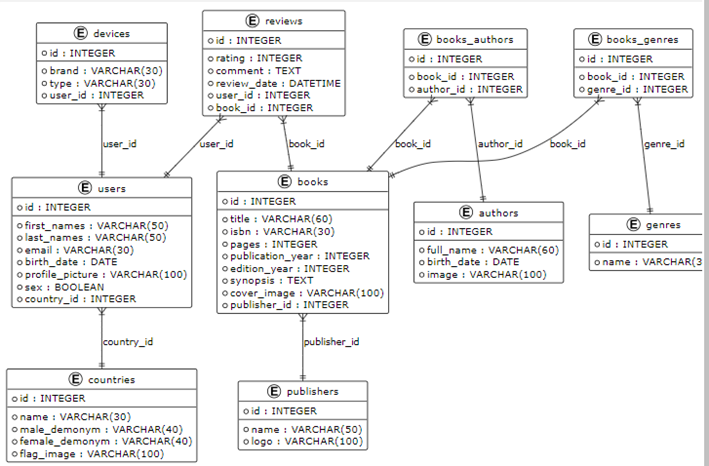 E devices
id : INTEGER
brand : VARCHAR(30)
type : VARCHAR(30)
user_id : INTEGER
E reviews
id : INTEGER
rating : INTEGER
comment : TEXT
review_date : DATETIME
user_id : INTEGER
book_id : INTEGER
E books_authors
id : INTEGER
book_id : INTEGER
author_id : INTEGER
E books_genres
id : INTEGER
book_id : INTEGER
genre_id : INTEGER
user_id
user_id
book_id
book_id
author_id
book_id
genre_id
E users
id : INTEGER
first_names : VARCHAR(50)
last_names : VARCHAR(50)
email : VARCHAR(30)
birth_date : DATE
profile_picture : VARCHAR(100)
sex : BOOLEAN
country_id : INTEGER
E books
id : INTEGER
title : VARCHAR(60)
isbn : VARCHAR(30)
pages : INTEGER
publication_year : INTEGER
edition_year : INTEGER
synopsis : TEXT
cover_image : VARCHAR(100)
publisher_id : INTEGER
E authors
id : INTEGER
full_name : VARCHAR(60)
birth_date : DATE
image : VARCHAR(100)
E genres
id : INTEGER
name : VARCHAR(3
country_id
publisher_id
E countries
id : INTEGER
name : VARCHAR(30)
male_demonym : VARCHAR(40)
female_demonym : VARCHAR(40)
flag_image : VARCHAR(100)
E publishers
id : INTEGER
name : VARCHAR(50)
logo : VARCHAR(100)